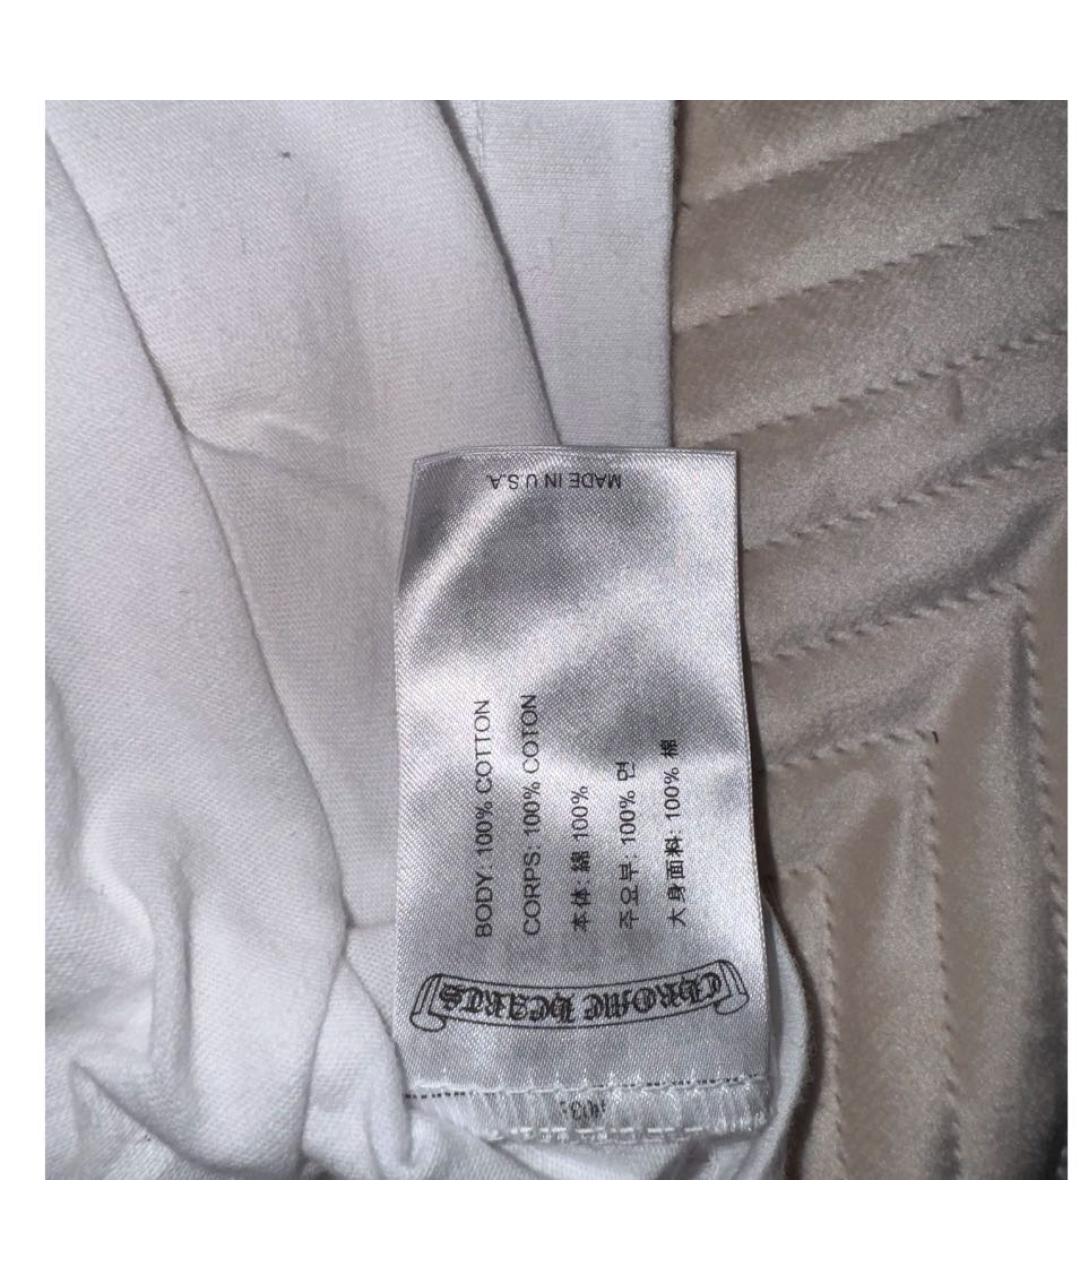 MADE IN U.S.A.
BODY: 100% COTTON
CORPS: 100% COTON
本体: 綿 100%
주요부: 100% 면
大身面料: 100% 棉
CHROME HEARTS